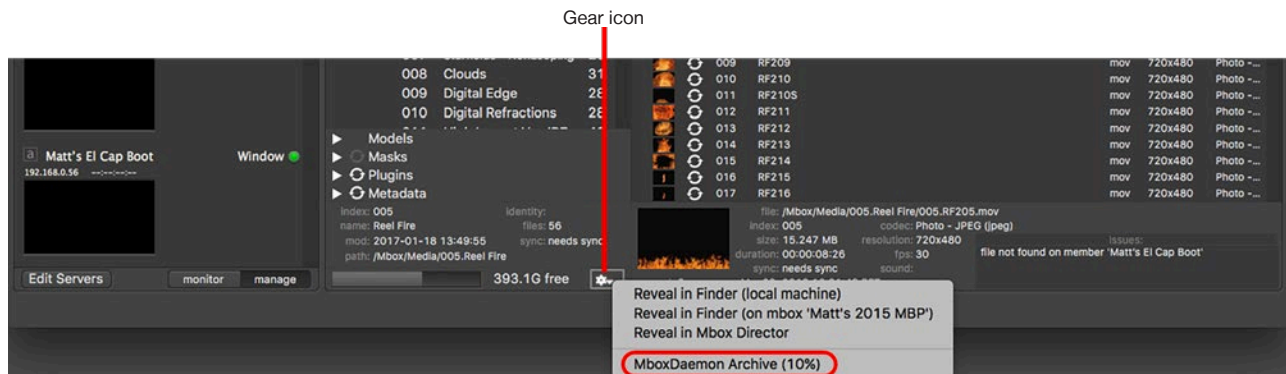 Gear icon
008 Clouds 31
009 Digital Edge 28
010 Digital Refractions 28
Models
Masks
Plugins
Metadata
index: 005 identity:
name: Reel Fire files: 56
mod: 2017-01-18 13:49:55 sync: needs sync
path: /Mbox/Media/005.Reel Fire
393.1G free
a Matt's El Cap Boot Window
192.168.0.56 --:--:--:--
Edit Servers monitor manage
009 RF209 mov 720x480 Photo -...
010 RF210 mov 720x480 Photo -...
011 RF210S mov 720x480 Photo -...
012 RF211 mov 720x480 Photo -...
013 RF212 mov 720x480 Photo -...
014 RF213 mov 720x480 Photo -...
015 RF214 mov 720x480 Photo -...
016 RF215 mov 720x480 Photo -...
017 RF216 mov 720x480 Photo -...
file: /Mbox/Media/005.Reel Fire/005.RF205.mov
index: 005 codec: Photo - JPEG (jpeg)
size: 15.247 MB resolution: 720x480
duration: 00:00:08:26 fps: 30
sync: needs sync sound:
issues:
file not found on member 'Matt's El Cap Boot'
Reveal in Finder (local machine)
Reveal in Finder (on mbox 'Matt's 2015 MBP')
Reveal in Mbox Director
MboxDaemon Archive (10%)